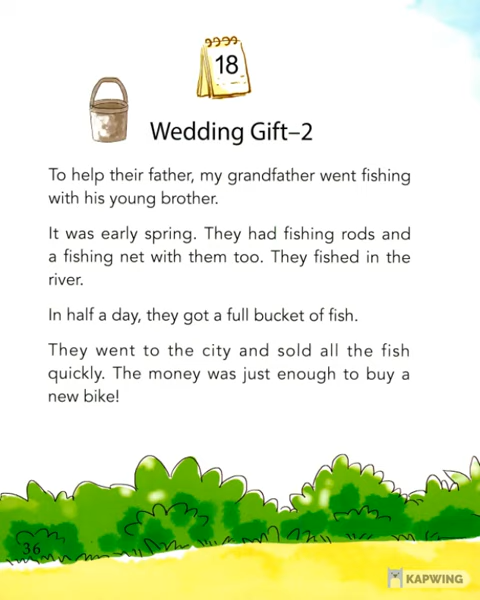 18
Wedding Gift–2
To help their father, my grandfather went fishing
with his young brother.
It was early spring. They had fishing rods and
a fishing net with them too. They fished in the
river.
In half a day, they got a full bucket of fish.
They went to the city and sold all the fish
quickly. The money was just enough to buy a
new bike!
36
KAPWING